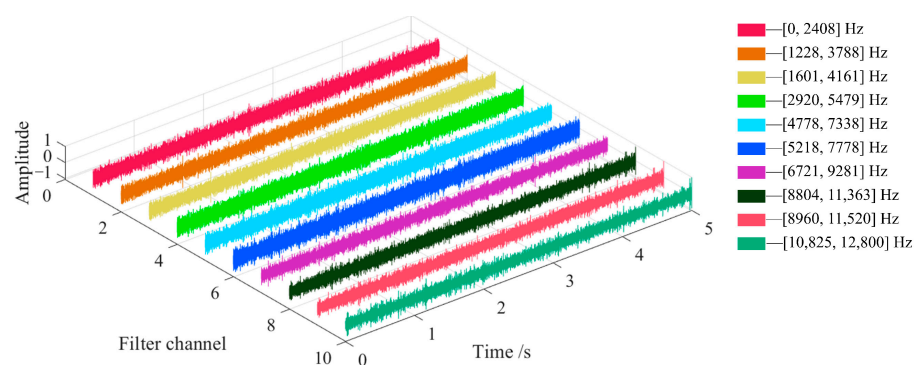 Amplitude
1
0
−1
0
2
4
6
8
10
Filter channel
0
1
2
3
4
5
Time /s
[0, 2408] Hz
[1228, 3788] Hz
[1601, 4161] Hz
[2920, 5479] Hz
[4778, 7338] Hz
[5218, 7778] Hz
[6721, 9281] Hz
[8804, 11,363] Hz
[8960, 11,520] Hz
[10,825, 12,800] Hz